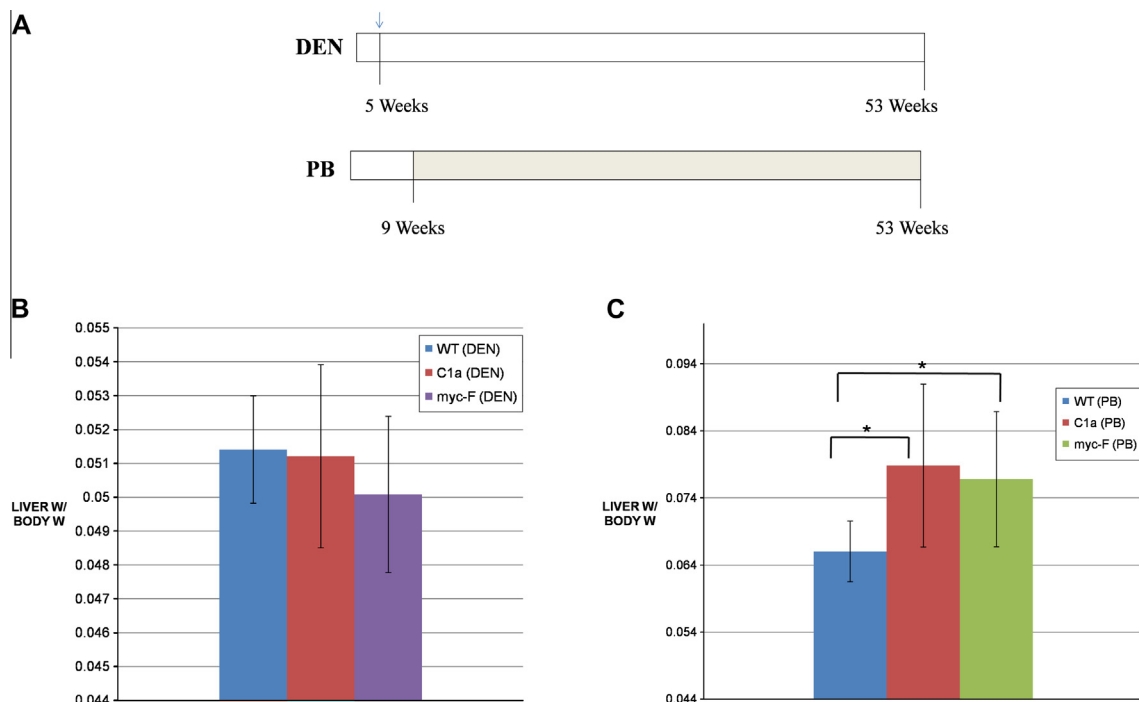 A
DEN
5 Weeks
53 Weeks
PB
9 Weeks
53 Weeks
B
0.055
0.054
0.053
0.052
0.051
0.05
0.049
0.048
0.047
0.046
0.045
0.044
LIVER W/
BODY W
WT (DEN)
C1a (DEN)
myc-F (DEN)
C
0.094
0.084
0.074
0.064
0.054
0.044
LIVER W/
BODY W
*
*
WT (PB)
C1a (PB)
myc-F (PB)